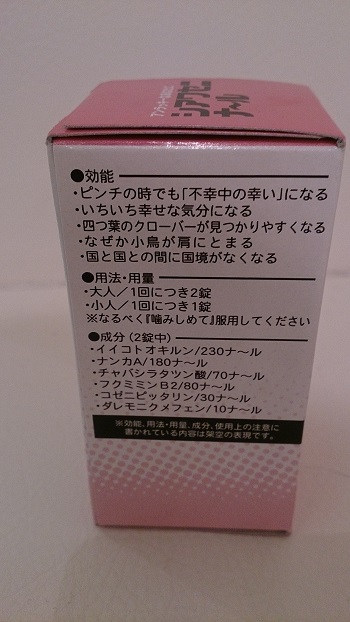 シアワセニ
ナ〜ル
●効能
・ピンチの時でも「不幸中の幸い」になる
・いちいち幸せな気分になる
・四つ葉のクローバーが見つかりやすくなる
・なぜか小鳥が肩にとまる
・国と国との間に国境がなくなる
●用法・用量
・大人/1回につき2錠
・小人/1回につき1錠
※なるべく『噛みしめて』服用してください
●成分(2錠中)
・イイコトオキルン/230ナ〜ル
・ナンカA/180ナ〜ル
・チャバシラタツン酸/70ナ〜ル
・フクミミンB2/80ナ〜ル
・コゼニピッタリン/30ナ〜ル
・ダレモニクメフェン/10ナ〜ル
※効能、用法・用量、成分、使用上の注意に
書かれている内容は架空の表現です。